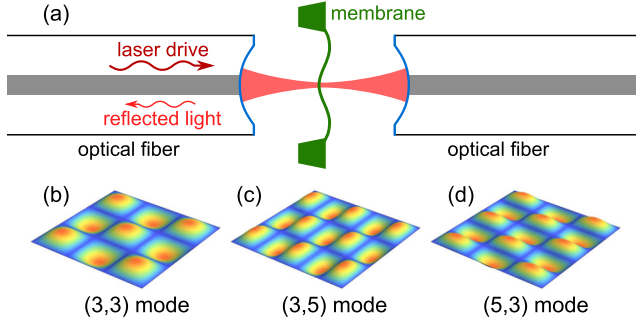 (a)
membrane
laser drive
reflected light
optical fiber
optical fiber
(b)
(c)
(d)
(3,3) mode
(3,5) mode
(5,3) mode